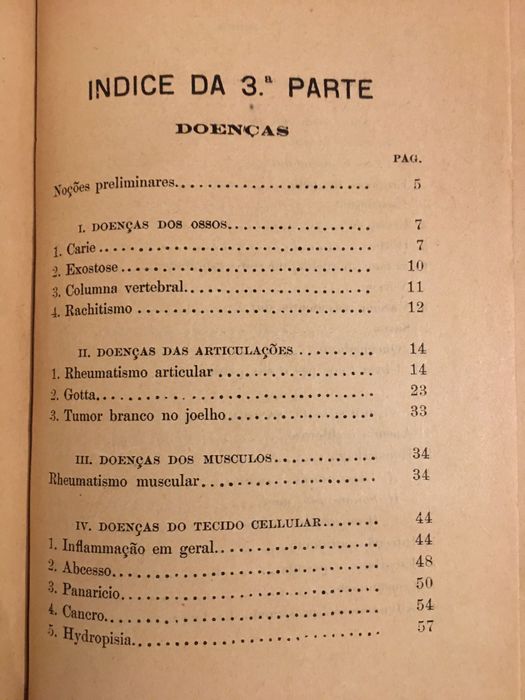 INDICE DA 3.ª PARTE
DOENÇAS
PAG.
Noções preliminares........................ 5
I. DOENÇAS DOS OSSOS................. 7
1. Carie................................. 7
2. Exostose.............................. 10
3. Columna vertebral..................... 11
4. Rachitismo............................ 12
II. DOENÇAS DAS ARTICULAÇÕES......... 14
1. Rheumatismo articular................. 14
2. Gotta................................. 23
3. Tumor branco no joelho................ 33
III. DOENÇAS DOS MUSCULOS............ 34
Rheumatismo muscular..................... 34
IV. DOENÇAS DO TECIDO CELLULAR....... 44
1. Inflammação em geral.................. 44
2. Abcesso............................... 48
3. Panaricio............................. 50
4. Cancro................................ 54
5. Hydropisia............................ 57